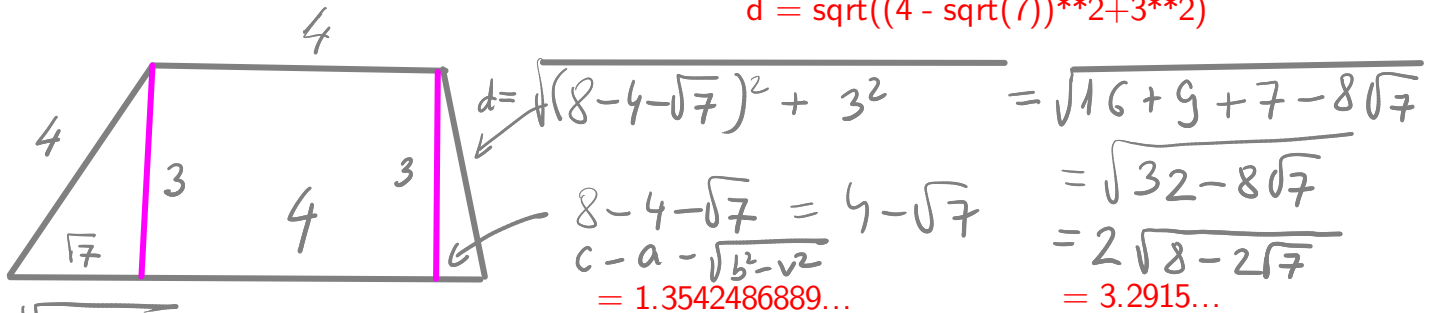 d = sqrt((4 - sqrt(7))**2+3**2)
4
d= √(8-4-√7)² + 3² = √16+9+7-8√7
4
3
3
= √32-8√7
4
8-4-√7 = 4-√7
√7
c-a-√b²-v²
= 2√8-2√7
= 1.3542486889...
= 3.2915...